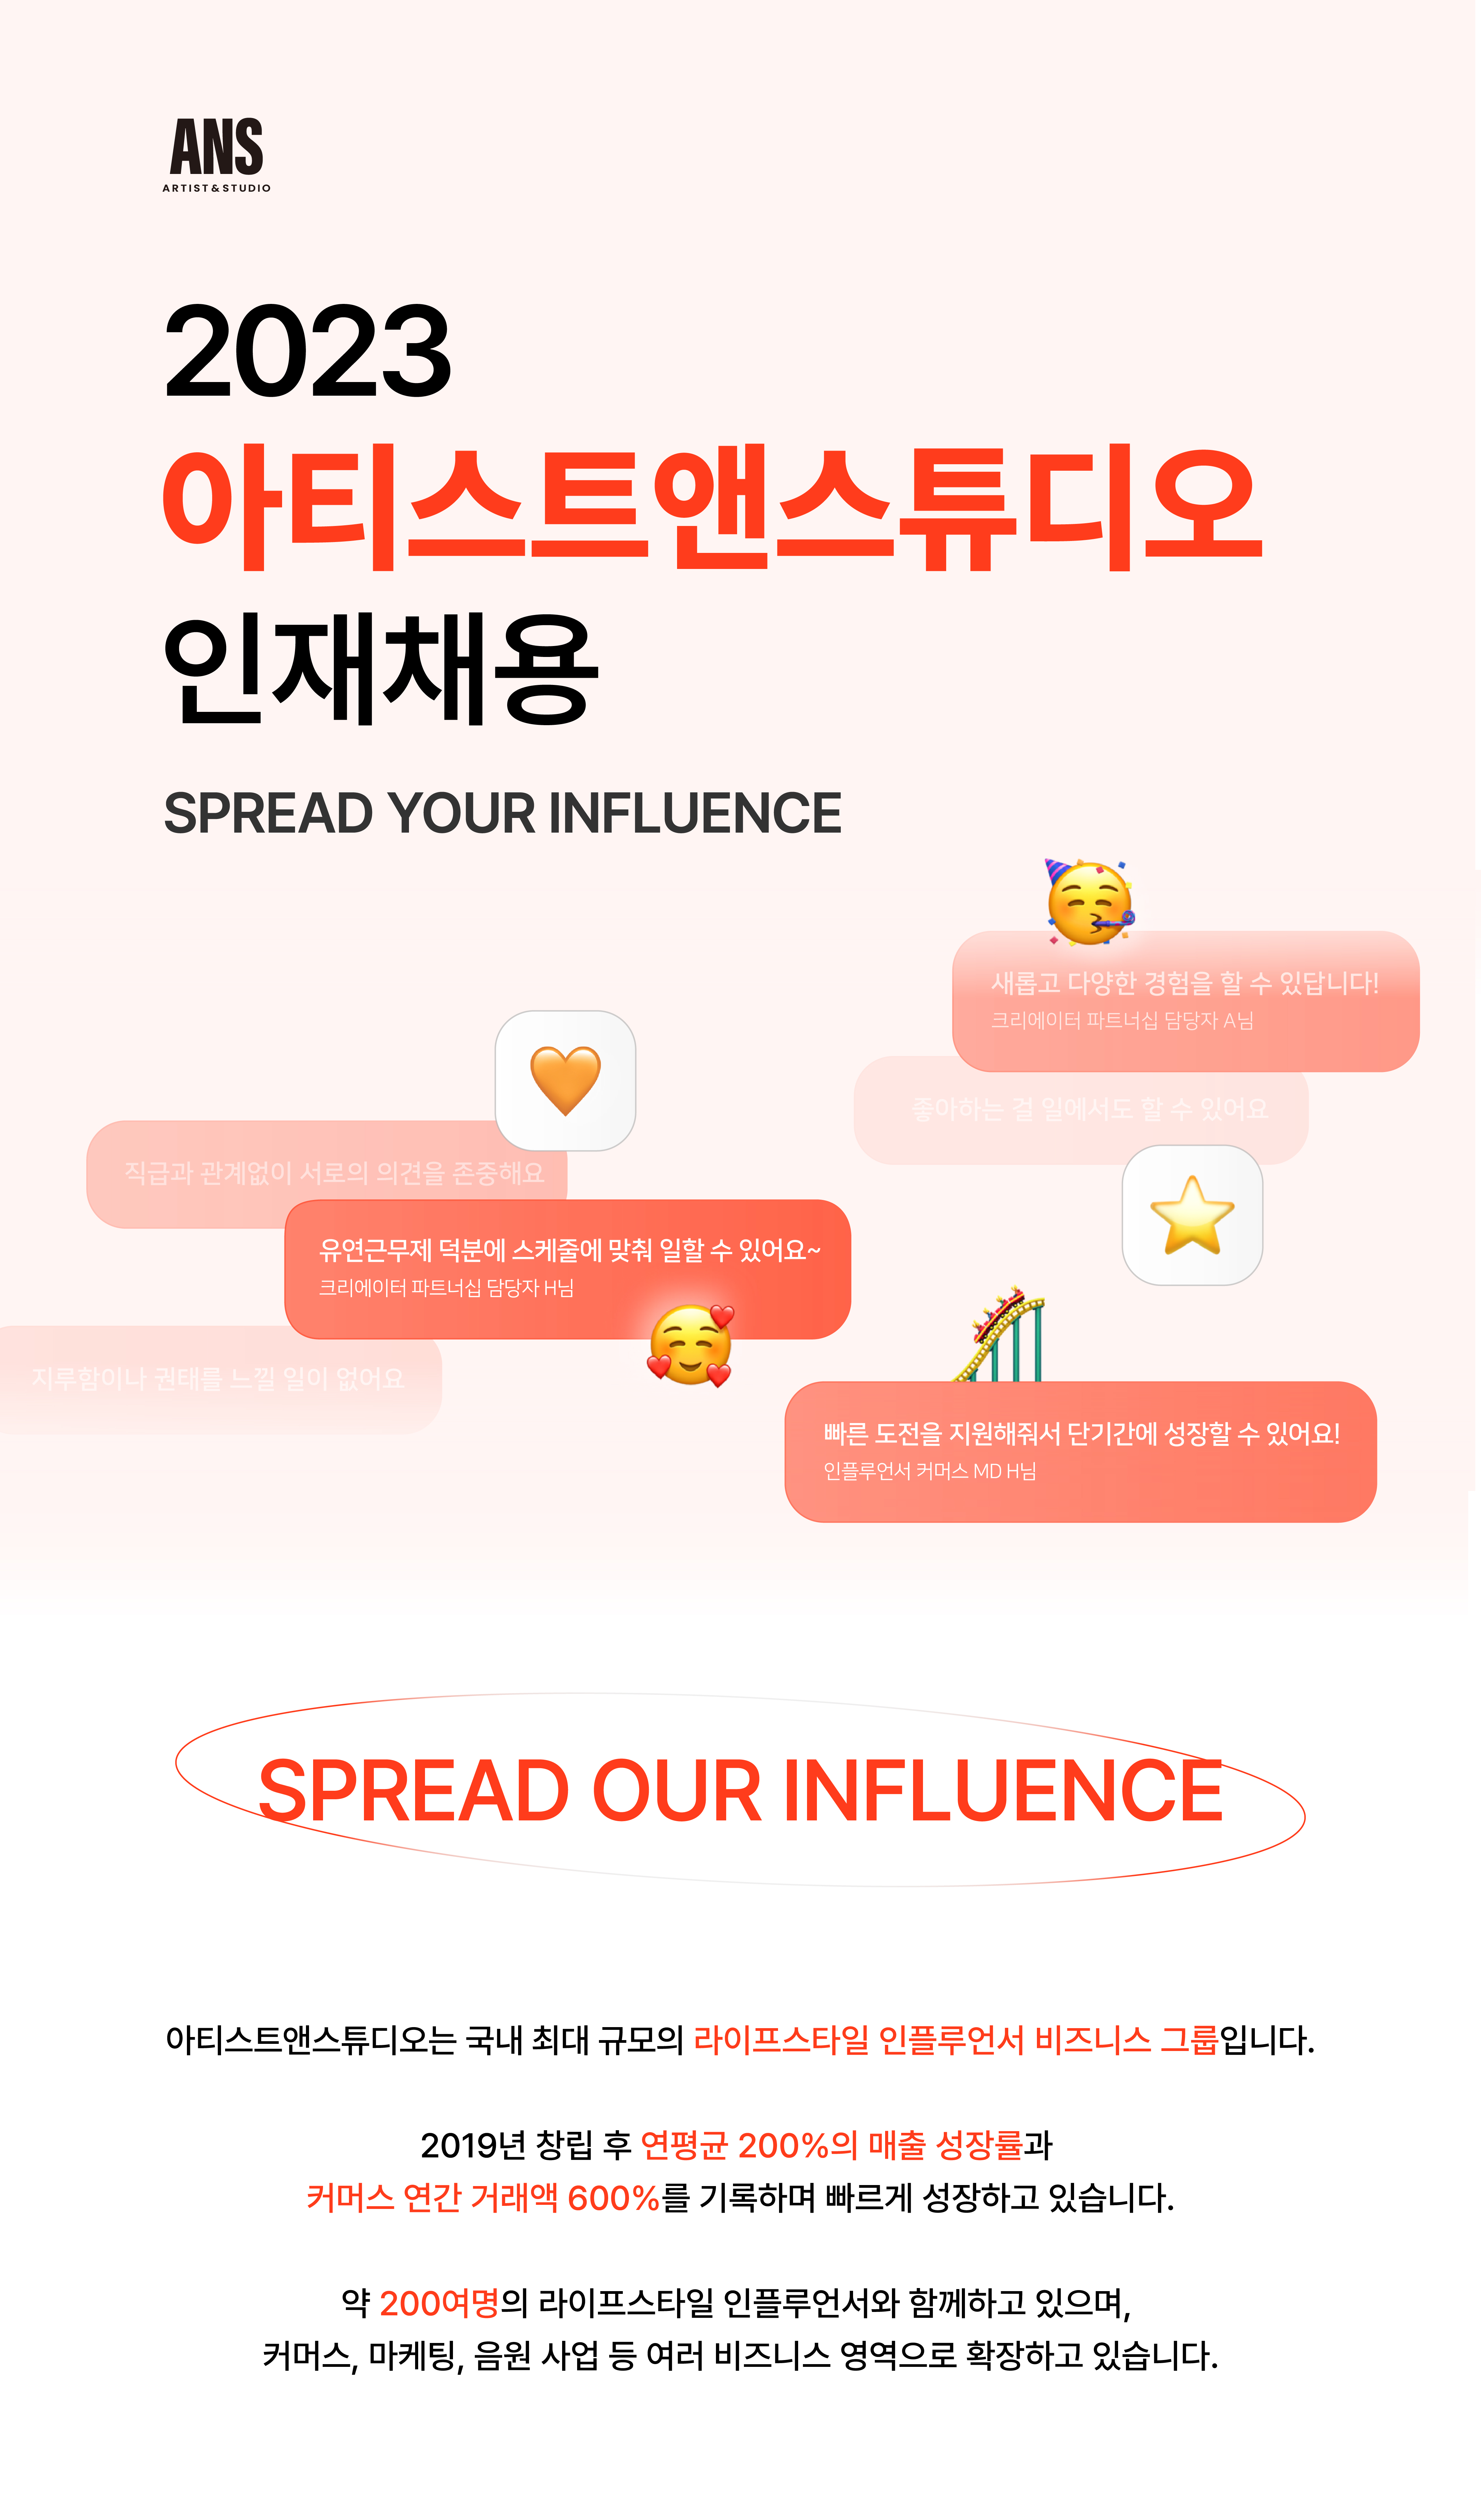 ANS
ARTIST&STUDIO
2023
아티스트앤스튜디오
인재채용
SPREAD YOUR INFLUENCE
새롭고 다양한 경험을 할 수 있답니다!
크리에이터 파트너십 담당자 A님
좋아하는 걸 일에서도 할 수 있어요
직급과 관계없이 서로의 의견을 존중해요
유연근무제 덕분에 스케줄에 맞춰 일할 수 있어요~
크리에이터 파트너십 담당자 H님
지루함이나 권태를 느낄 일이 없어요
빠른 도전을 지원해줘서 단기간에 성장할 수 있어요!
인플루언서 커머스 MD H님
SPREAD OUR INFLUENCE
아티스트앤스튜디오는 국내 최대 규모의 라이프스타일 인플루언서 비즈니스 그룹입니다.
2019년 창립 후 연평균 200%의 매출 성장률과
커머스 연간 거래액 600%를 기록하며 빠르게 성장하고 있습니다.
약 200여명의 라이프스타일 인플루언서와 함께하고 있으며,
커머스, 마케팅, 음원 사업 등 여러 비즈니스 영역으로 확장하고 있습니다.